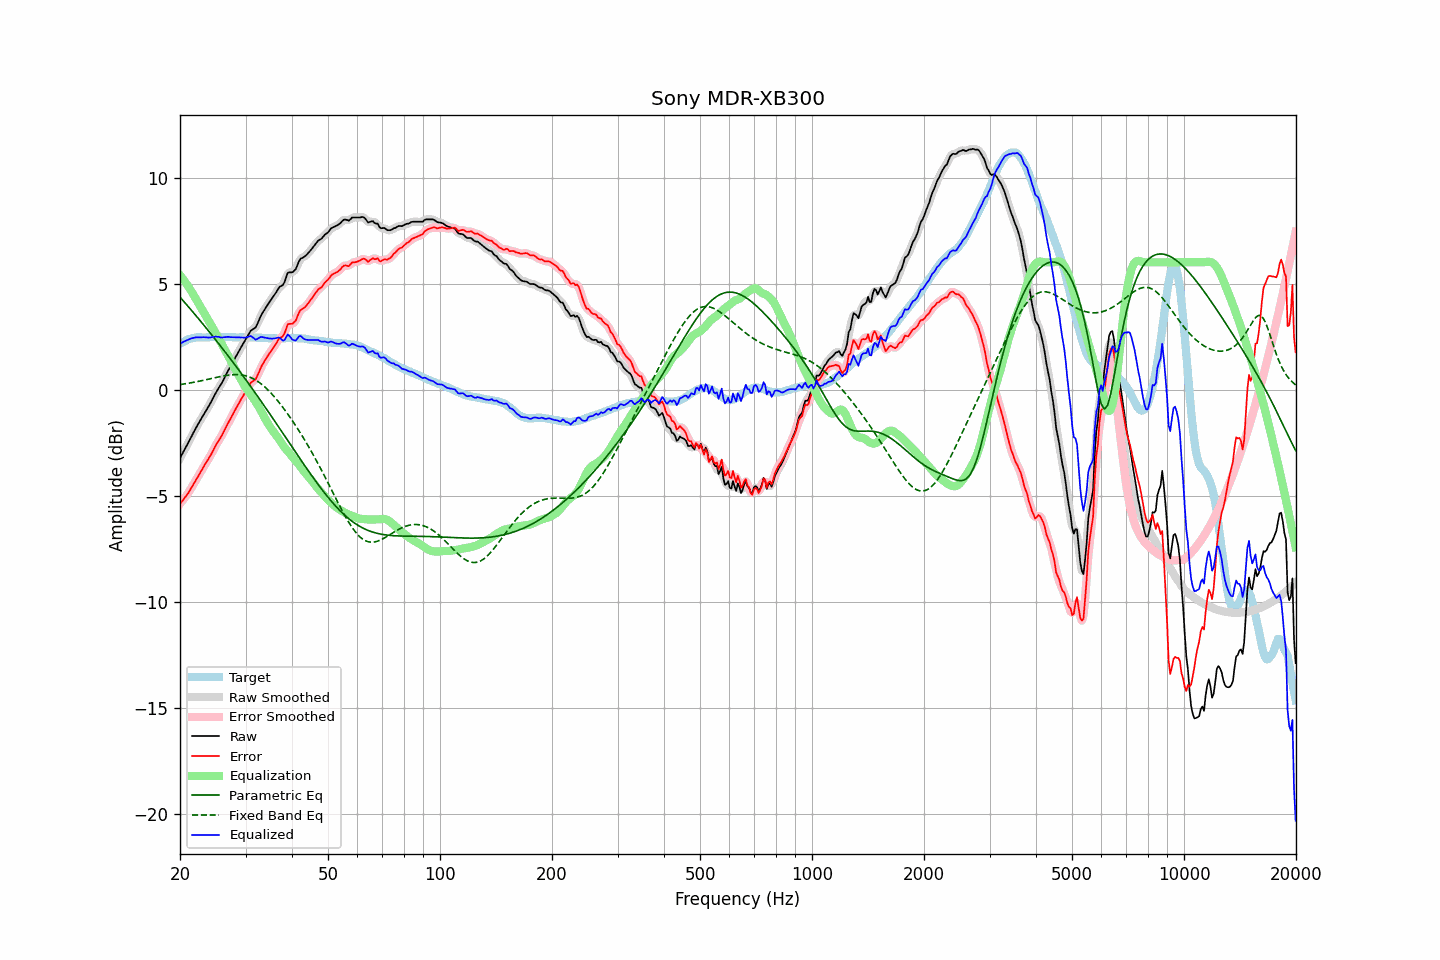 Sony MDR-XB300
Amplitude (dBr)
10
5
0
−5
−10
−15
−20
Target
Raw Smoothed
Error Smoothed
Raw
Error
Equalization
Parametric Eq
Fixed Band Eq
Equalized
20
50
100
200
500
1000
2000
5000
10000
20000
Frequency (Hz)